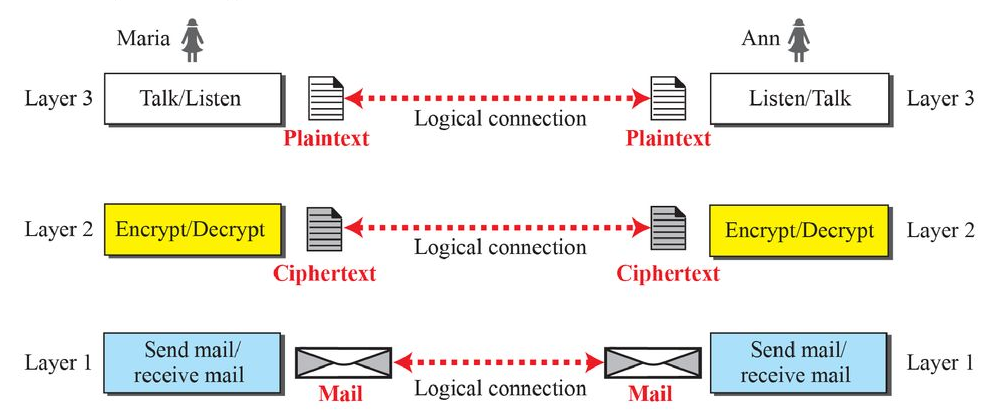 Maria
Ann
Layer 3
Talk/Listen
Logical connection
Listen/Talk
Layer 3
Plaintext
Plaintext
Layer 2
Encrypt/Decrypt
Logical connection
Encrypt/Decrypt
Layer 2
Ciphertext
Ciphertext
Layer 1
Send mail/
receive mail
Logical connection
Send mail/
receive mail
Layer 1
Mail
Mail